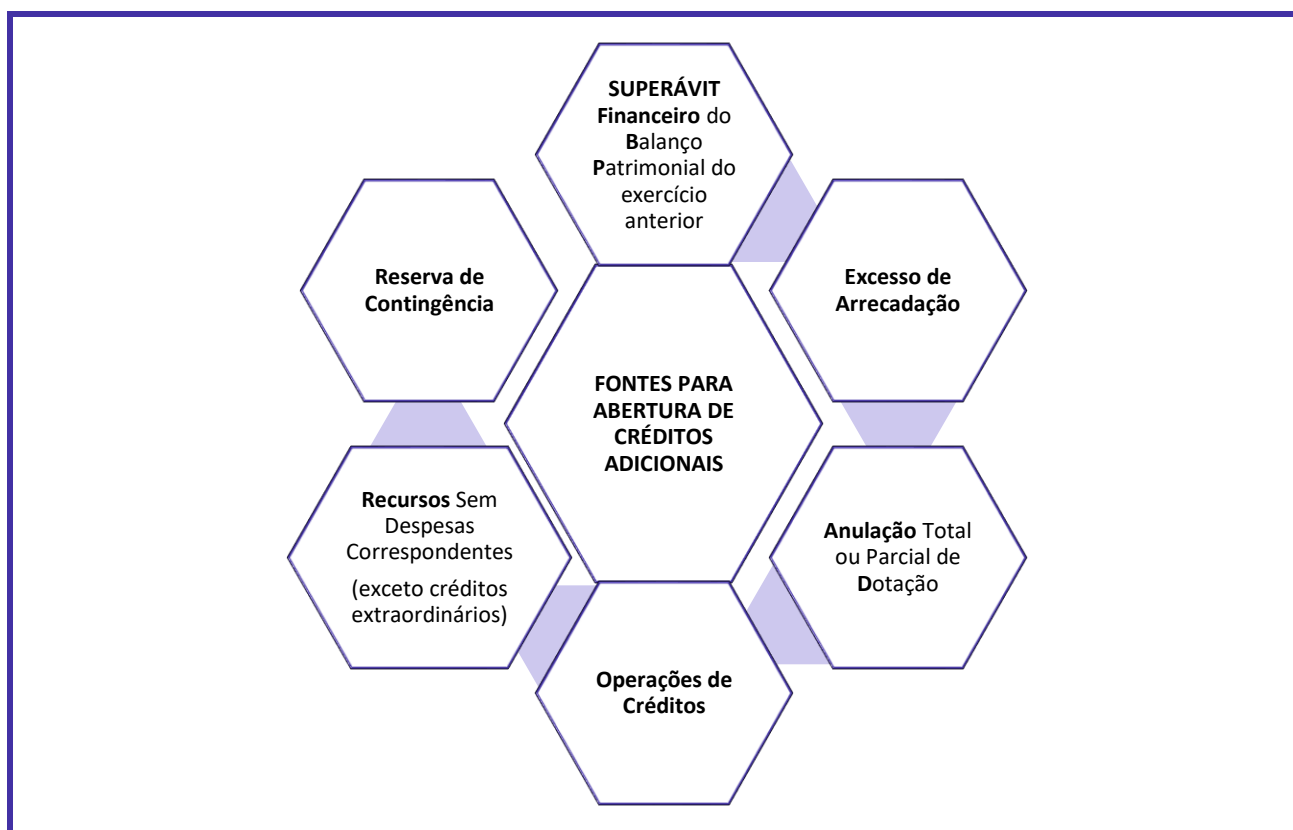 SUPERÁVIT
Financeiro do
Balanço
Patrimonial do
exercício
anterior
Reserva de
Contingência
Excesso de
Arrecadação
FONTES PARA
ABERTURA DE
CRÉDITOS
ADICIONAIS
Recursos Sem
Despesas
Correspondentes
(exceto créditos
extraordinários)
Anulação Total
ou Parcial de
Dotação
Operações de
Créditos